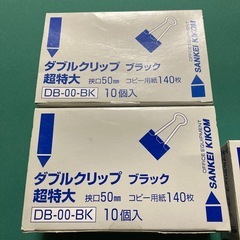 ダブルクリップ ブラック
超特大 挟口50㎜ コピー用紙140枚
DB-00-BK 10個入
OFFICE EQUIPMENT
SANKEI KIKOM
ダブルクリップ ブラック
超特大 挟口50㎜ コピー用紙140枚
DB-00-BK 10個入
OFFICE EQUIPMENT
SANKEI KIKOM